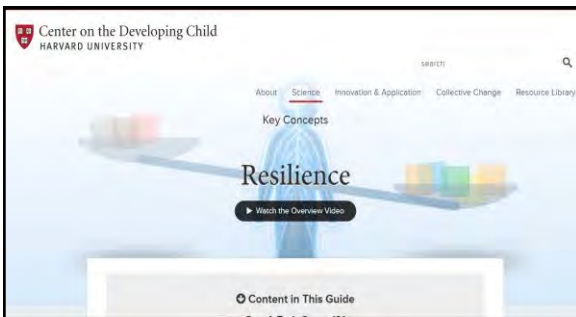 Center on the Developing Child
HARVARD UNIVERSITY
search
About Science Innovation & Application Collective Change Resource Library
Key Concepts
Resilience
Watch the Overview Video
Content in This Guide